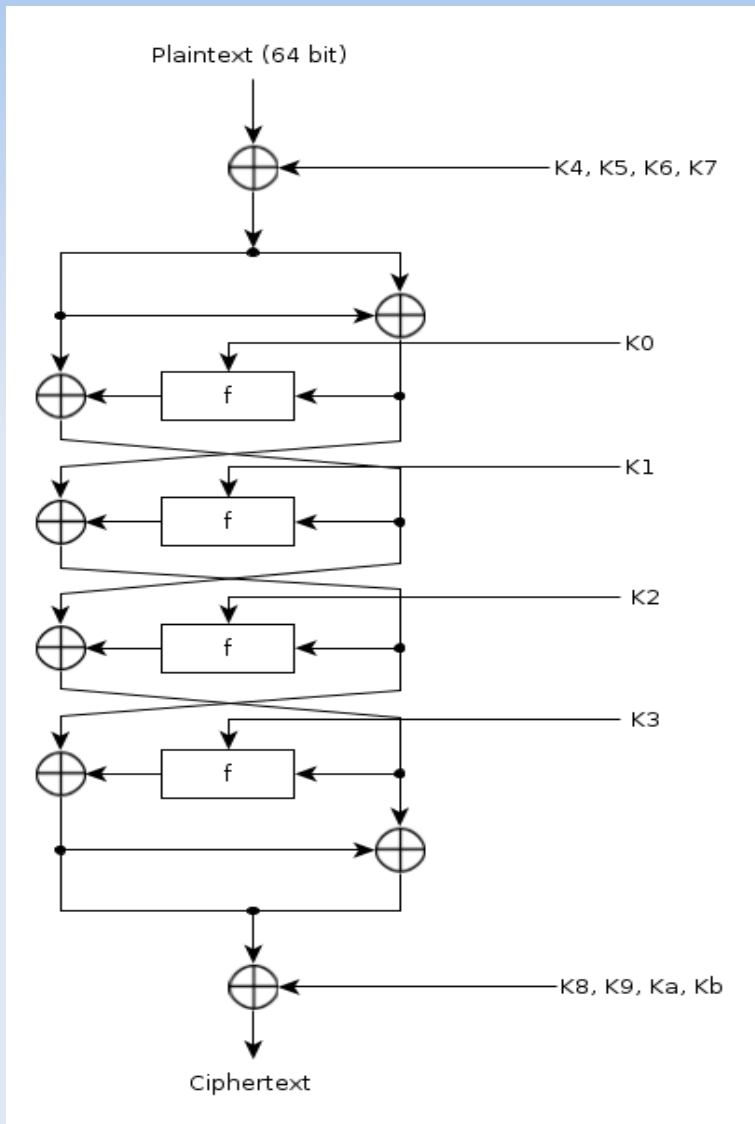 Plaintext (64 bit)
K4, K5, K6, K7
K0
f
K1
f
K2
f
K3
f
K8, K9, Ka, Kb
Ciphertext